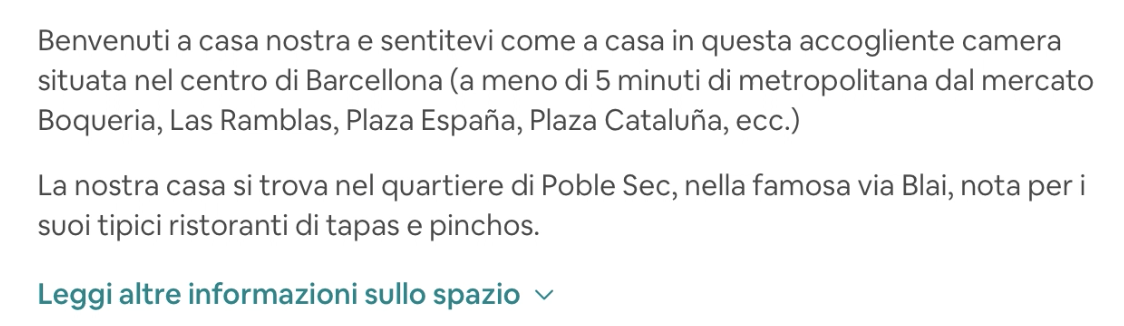 Benvenuti a casa nostra e sentitevi come a casa in questa accogliente camera
situata nel centro di Barcellona (a meno di 5 minuti di metropolitana dal mercato
Boqueria, Las Ramblas, Plaza España, Plaza Cataluña, ecc.)
La nostra casa si trova nel quartiere di Poble Sec, nella famosa via Blai, nota per i
suoi tipici ristoranti di tapas e pinchos.
Leggi altre informazioni sullo spazio